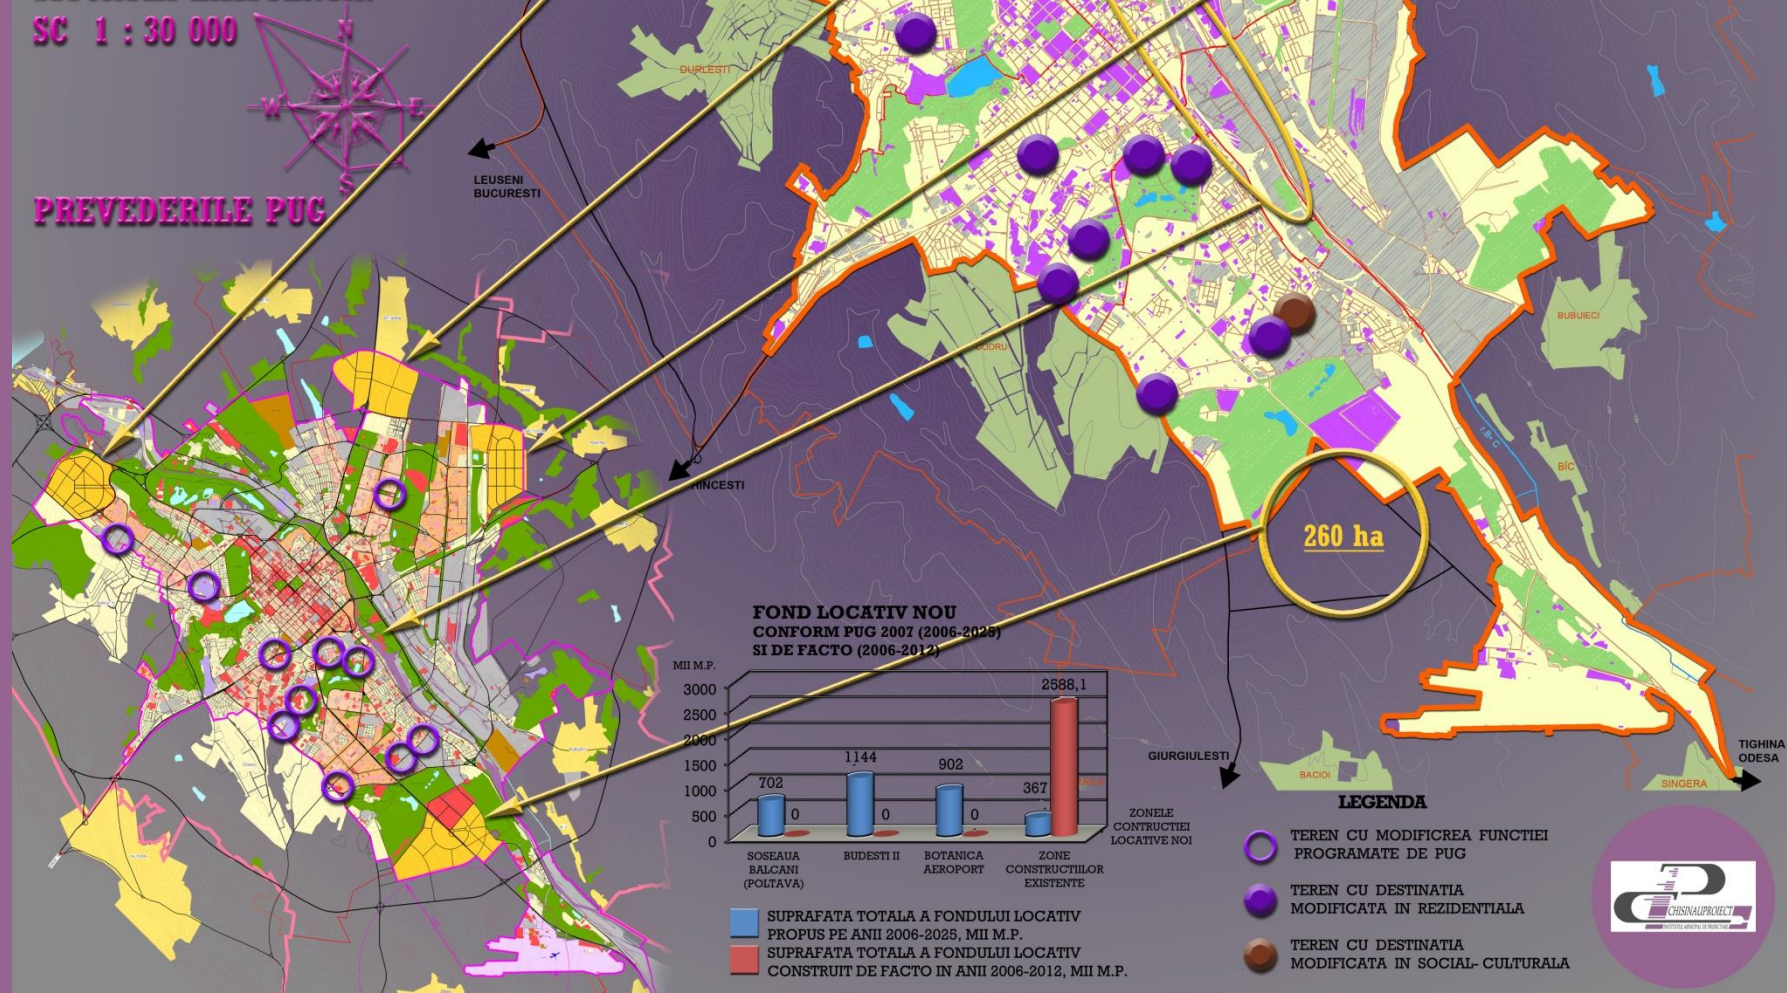 SC 1 : 30 000
N
W
E
S
PREVEDERILE PUG
DURLESTI
LEUSENI
BUCURESTI
HINCESTI
BUBUIECI
BÎC
260 ha
FOND LOCATIV NOU
CONFORM PUG 2007 (2006-2025)
SI DE FACTO (2006-2012)
MII M.P.
3000
2500
2000
1500
1000
500
0
702
0
1144
0
902
0
367
2588,1
SOSEAUA
BALCANI
(POLTAVA)
BUDESTI II
BOTANICA
AEROPORT
ZONE
CONSTRUCTIILOR
EXISTENTE
ZONELE
CONTRUCTIEI
LOCATIVE NOI
SUPRAFATA TOTALA A FONDULUI LOCATIV
PROPUS PE ANII 2006-2025, MII M.P.
SUPRAFATA TOTALA A FONDULUI LOCATIV
CONSTRUIT DE FACTO IN ANII 2006-2012, MII M.P.
GIURGIULESTI
BACIOI
SINGERA
TIGHINA
ODESA
LEGENDA
TEREN CU MODIFICREA FUNCTIEI
PROGRAMATE DE PUG
TEREN CU DESTINATIA
MODIFICATA IN REZIDENTIALA
TEREN CU DESTINATIA
MODIFICATA IN SOCIAL- CULTURALA
CHISINAUPROIECT
INSTITUTUL MUNICIPAL DE PROIECTARE